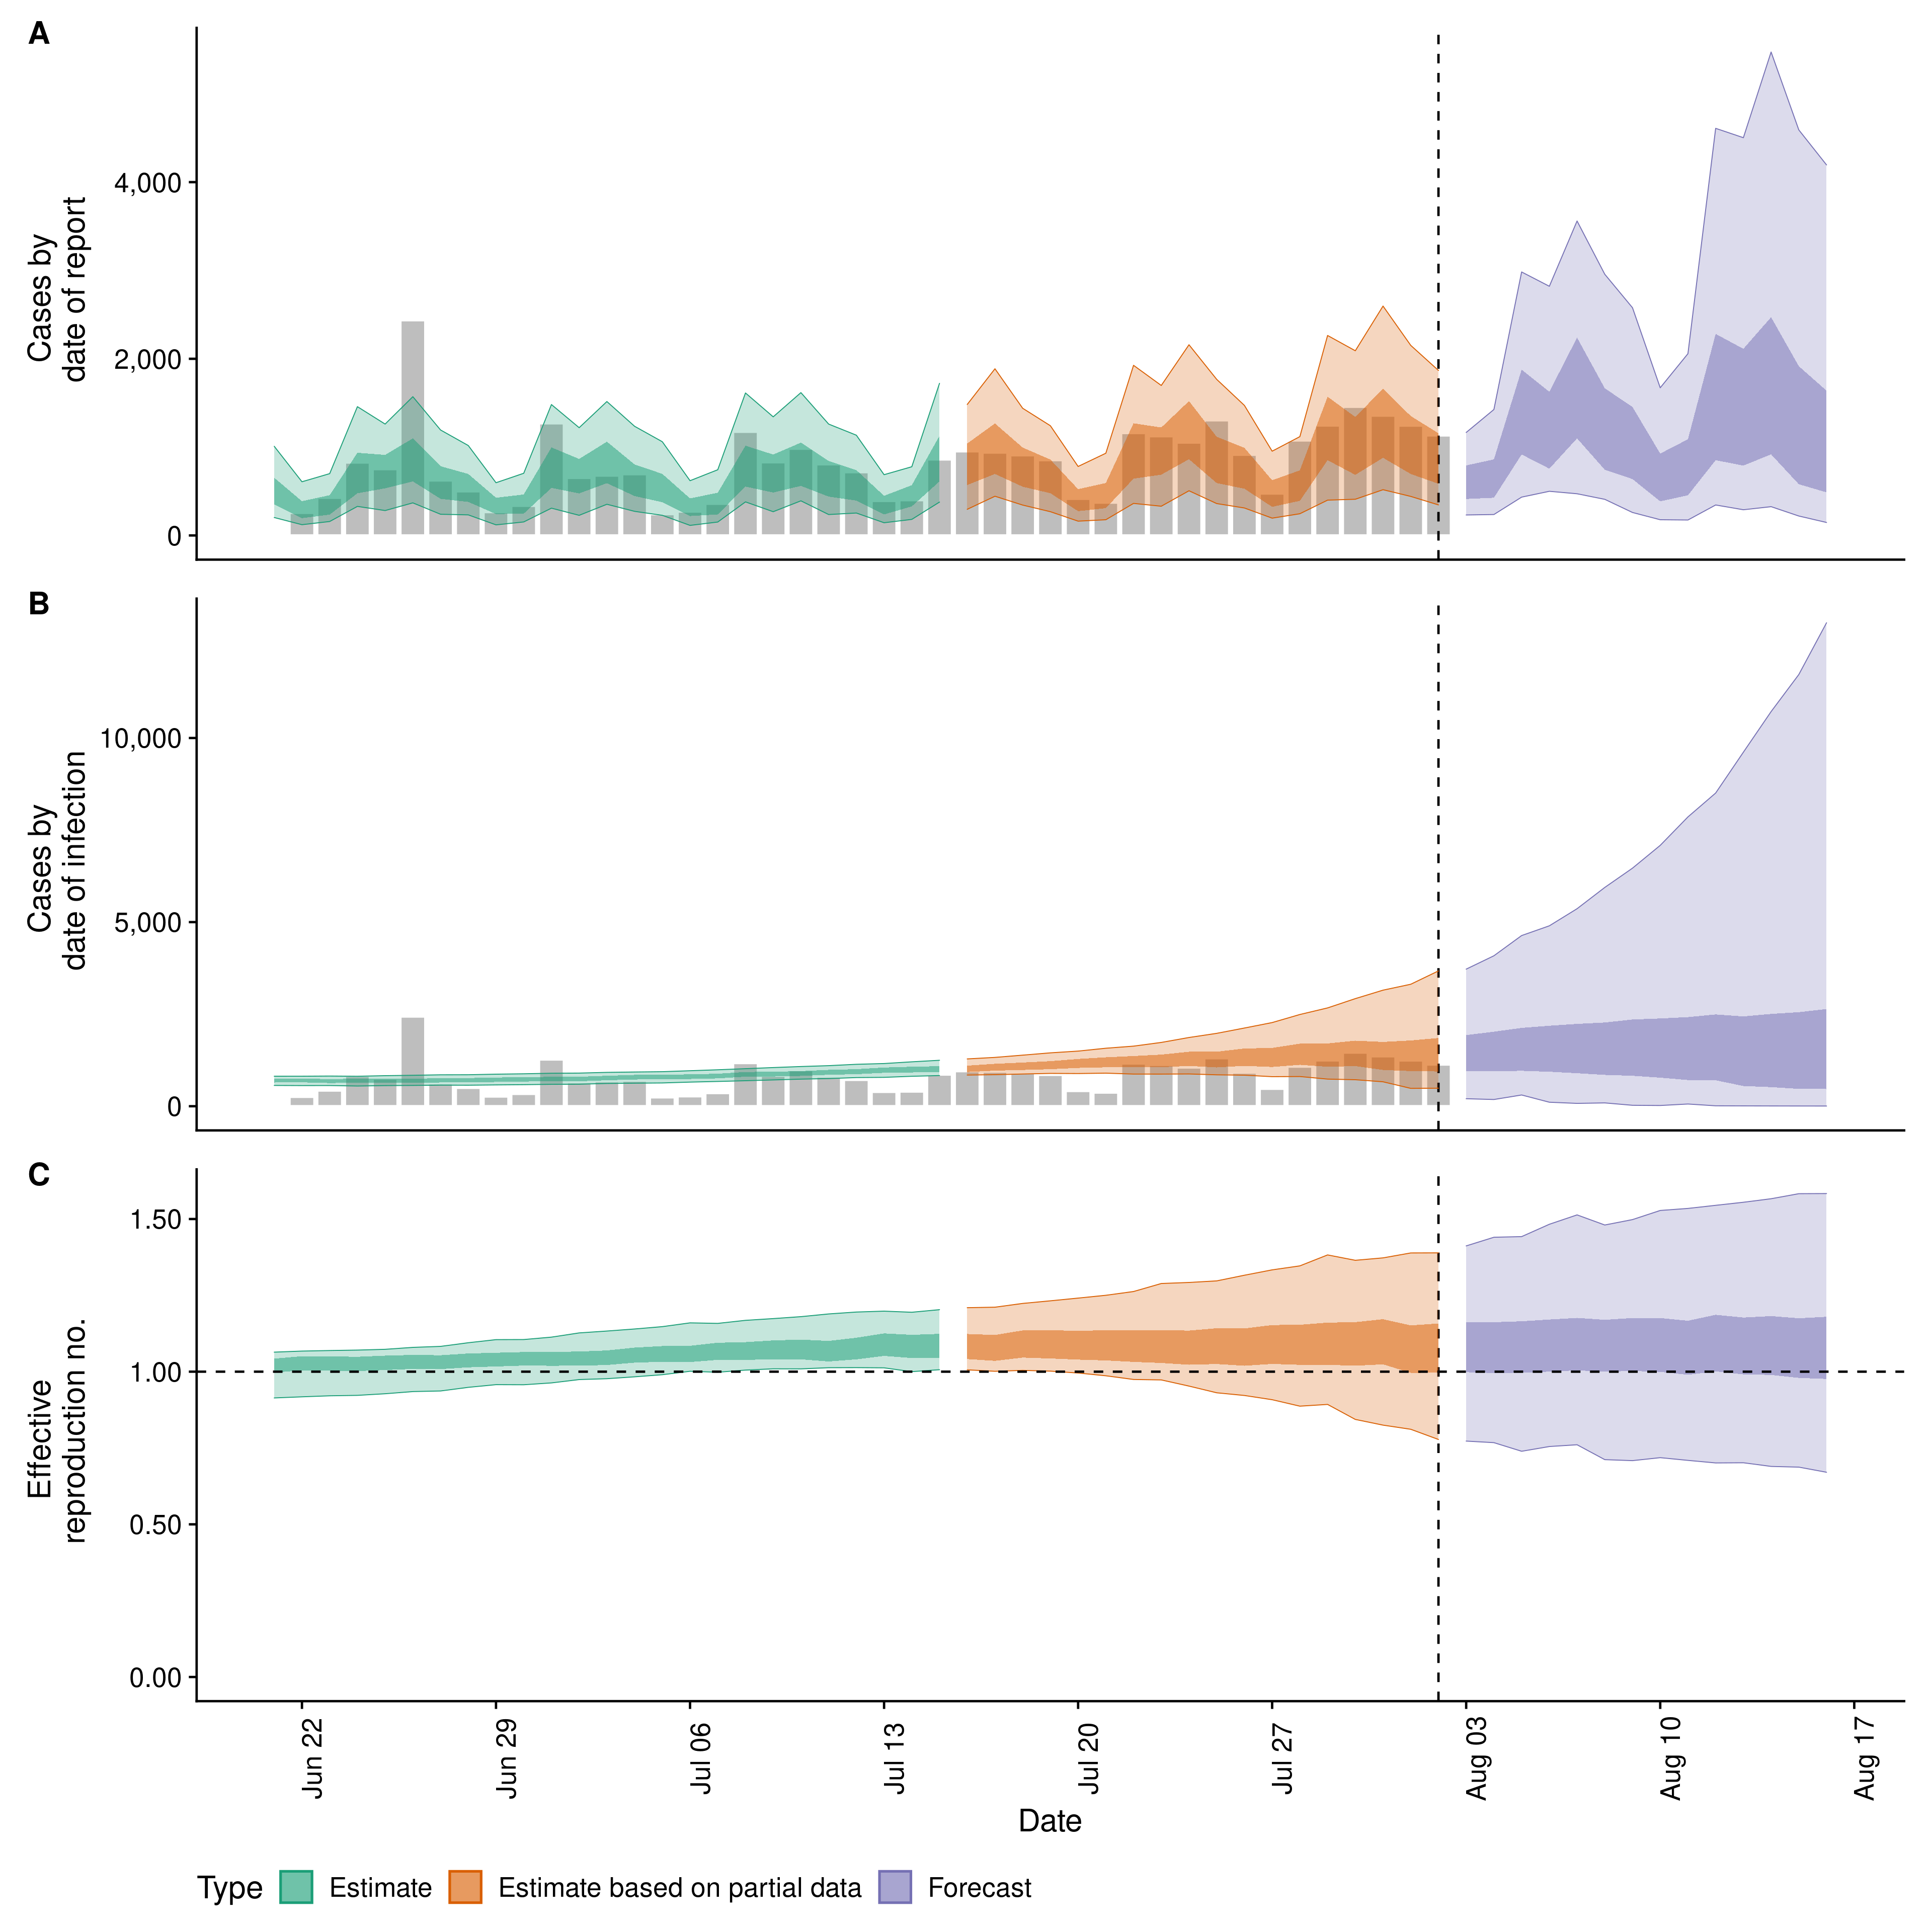 A
Cases by
date of report
4,000
2,000
0
B
Cases by
date of infection
10,000
5,000
0
C
Effective
reproduction no.
1.50
1.00
0.50
0.00
Jun 22
Jun 29
Jul 06
Jul 13
Jul 20
Jul 27
Aug 03
Aug 10
Aug 17
Date
Type Estimate Estimate based on partial data Forecast